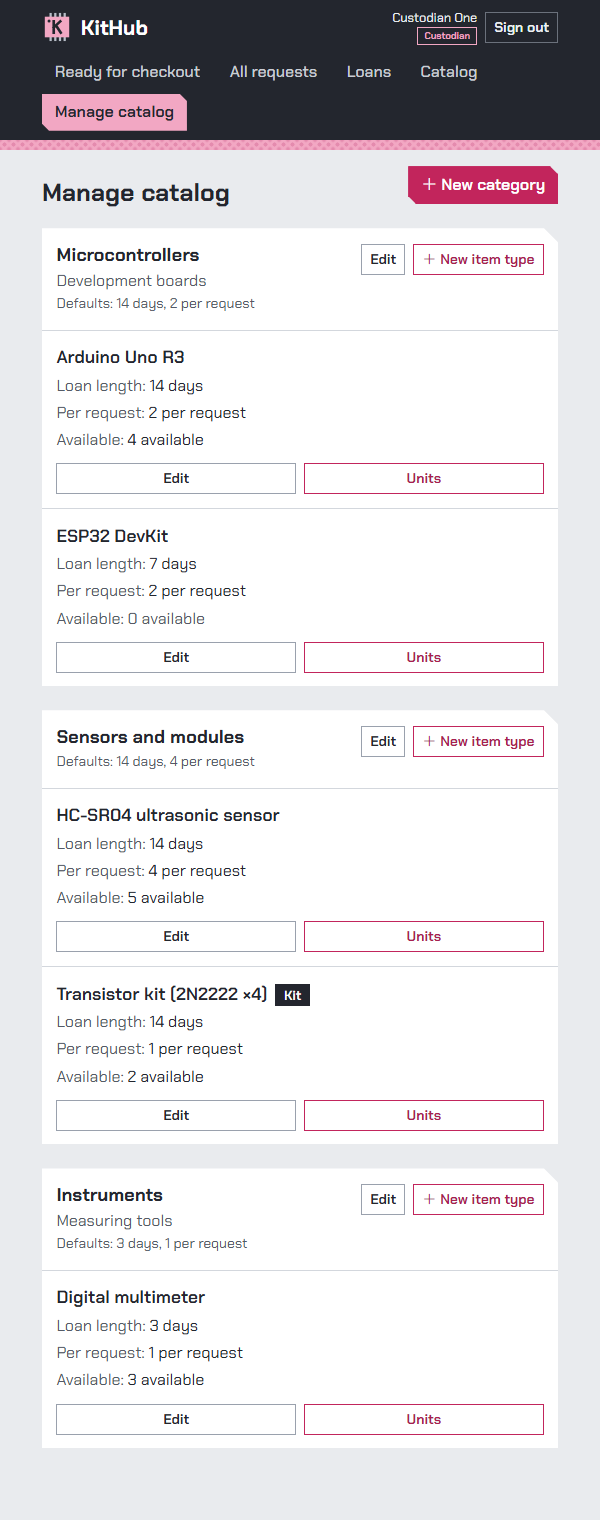 K KitHub
Custodian One
Custodian
Sign out
Ready for checkout All requests Loans Catalog
Manage catalog
Manage catalog
+ New category
Microcontrollers
Edit + New item type
Development boards
Defaults: 14 days, 2 per request
Arduino Uno R3
Loan length: 14 days
Per request: 2 per request
Available: 4 available
Edit Units
ESP32 DevKit
Loan length: 7 days
Per request: 2 per request
Available: 0 available
Edit Units
Sensors and modules
Edit + New item type
Defaults: 14 days, 4 per request
HC-SR04 ultrasonic sensor
Loan length: 14 days
Per request: 4 per request
Available: 5 available
Edit Units
Transistor kit (2N2222 ×4) Kit
Loan length: 14 days
Per request: 1 per request
Available: 2 available
Edit Units
Instruments
Edit + New item type
Measuring tools
Defaults: 3 days, 1 per request
Digital multimeter
Loan length: 3 days
Per request: 1 per request
Available: 3 available
Edit Units